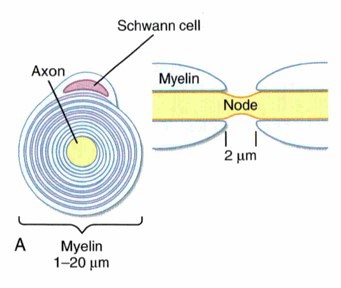 Schwann cell
Axon
Myelin
Node
2 μm
A
Myelin
1–20 μm